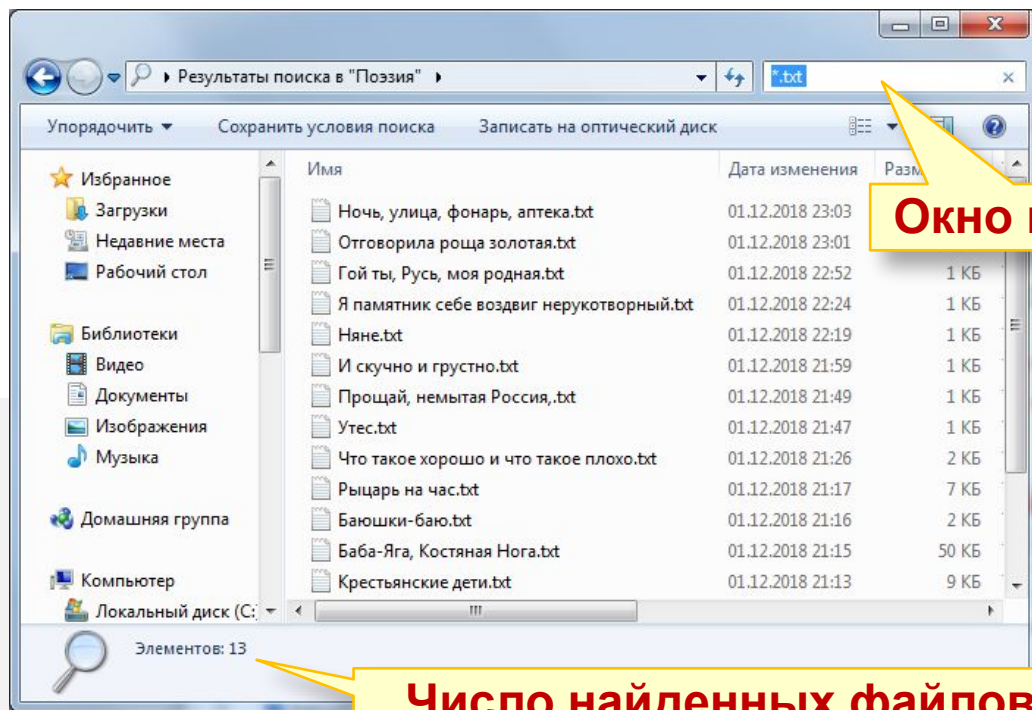 Результаты поиска в "Поэзия"
*.txt
Упорядочить Сохранить условия поиска Записать на оптический диск
Избранное
Загрузки
Недавние места
Рабочий стол
Библиотеки
Видео
Документы
Изображения
Музыка
Домашняя группа
Компьютер
Локальный диск (C:
Имя Дата изменения Разм
Ночь, улица, фонарь, аптека.txt 01.12.2018 23:03
Отговорила роща золотая.txt 01.12.2018 23:01
Гой ты, Русь, моя родная.txt 01.12.2018 22:52 1 КБ
Я памятник себе воздвиг нерукотворный.txt 01.12.2018 22:24 1 КБ
Няне.txt 01.12.2018 22:19 1 КБ
И скучно и грустно.txt 01.12.2018 21:59 1 КБ
Прощай, немытая Россия,.txt 01.12.2018 21:49 1 КБ
Утес.txt 01.12.2018 21:47 1 КБ
Что такое хорошо и что такое плохо.txt 01.12.2018 21:26 2 КБ
Рыцарь на час.txt 01.12.2018 21:17 7 КБ
Баюшки-баю.txt 01.12.2018 21:16 2 КБ
Баба-Яга, Костяная Нога.txt 01.12.2018 21:15 50 КБ
Крестьянские дети.txt 01.12.2018 21:13 9 КБ
Окно
Элементов: 13
Число найденных файлов